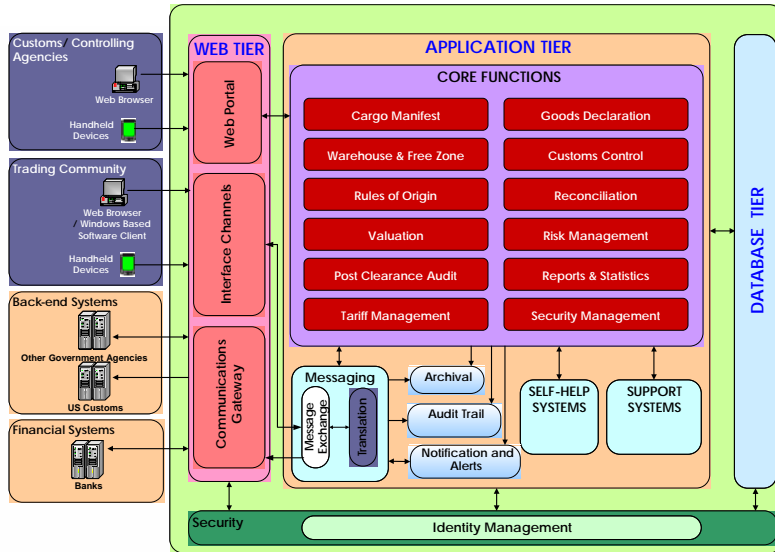 Customs/ Controlling
Agencies
Web Browser
Handheld
Devices
Trading Community
Web Browser
/ Windows Based
Software Client
Handheld
Devices
Back-end Systems
Other Government Agencies
US Customs
Financial Systems
Banks
WEB TIER
Web Portal
Interface Channels
Communications
Gateway
APPLICATION TIER
CORE FUNCTIONS
Cargo Manifest
Goods Declaration
Warehouse & Free Zone
Customs Control
Rules of Origin
Reconciliation
Valuation
Risk Management
Post Clearance Audit
Reports & Statistics
Tariff Management
Security Management
Messaging
Message
Exchange
Translation
Archival
Audit Trail
Notification and
Alerts
SELF-HELP
SYSTEMS
SUPPORT
SYSTEMS
DATABASE TIER
Security
Identity Management